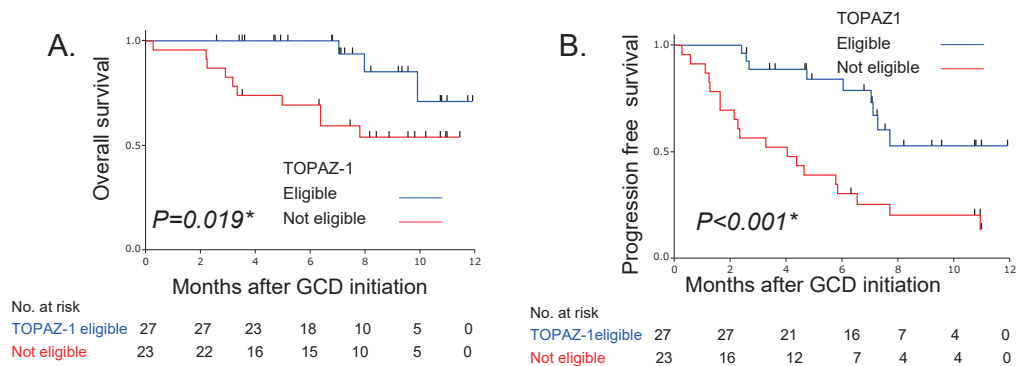 A.
Overall survival
1.0
0.5
0.0
TOPAZ-1
Eligible
Not eligible
P=0.019*
0 2 4 6 8 10 12
Months after GCD initiation
No. at risk
TOPAZ-1 eligible 27 27 23 18 10 5 0
Not eligible 23 22 16 15 10 5 0
B.
TOPAZ1
Eligible
Not eligible
Progression free survival
1.0
0.5
0.0
P<0.001*
0 2 4 6 8 10 12
Months after GCD initiation
No. at risk
TOPAZ-1eligible 27 27 21 16 7 4 0
Not eligible 23 16 12 7 4 4 0